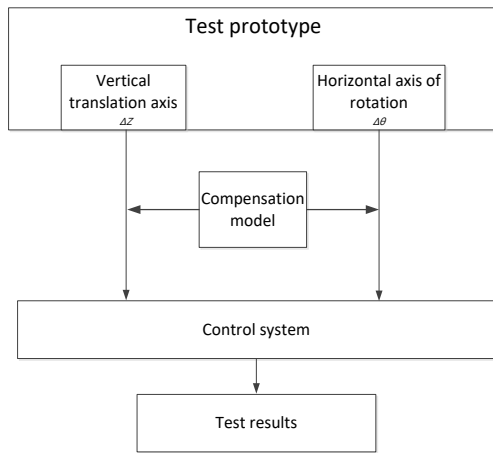 Test prototype
Vertical
translation axis
ΔZ
Horizontal axis of
rotation
Δθ
Compensation
model
Control system
Test results